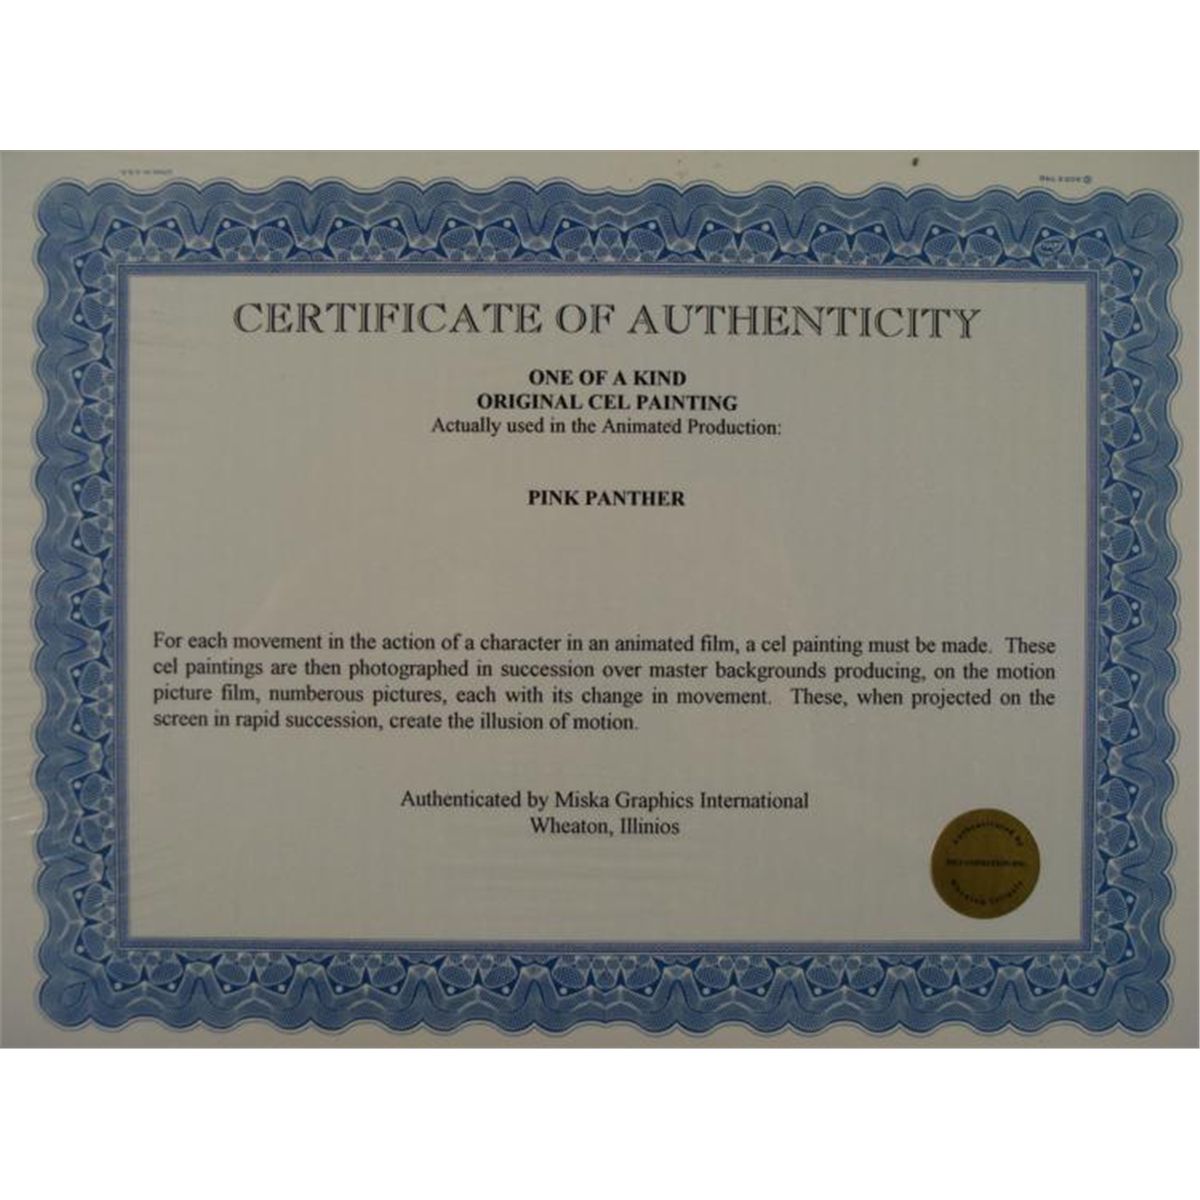 CERTIFICATE OF AUTHENTICITY
ONE OF A KIND
ORIGINAL CEL PAINTING
Actually used in the Animated Production:
PINK PANTHER
For each movement in the action of a character in an animated film, a cel painting must be made. These
cel paintings are then photographed in succession over master backgrounds producing, on the motion
picture film, numberous pictures, each with its change in movement. These, when projected on the
screen in rapid succession, create the illusion of motion.
Authenticated by Miska Graphics International
Wheaton, Illinios
Authenticated by